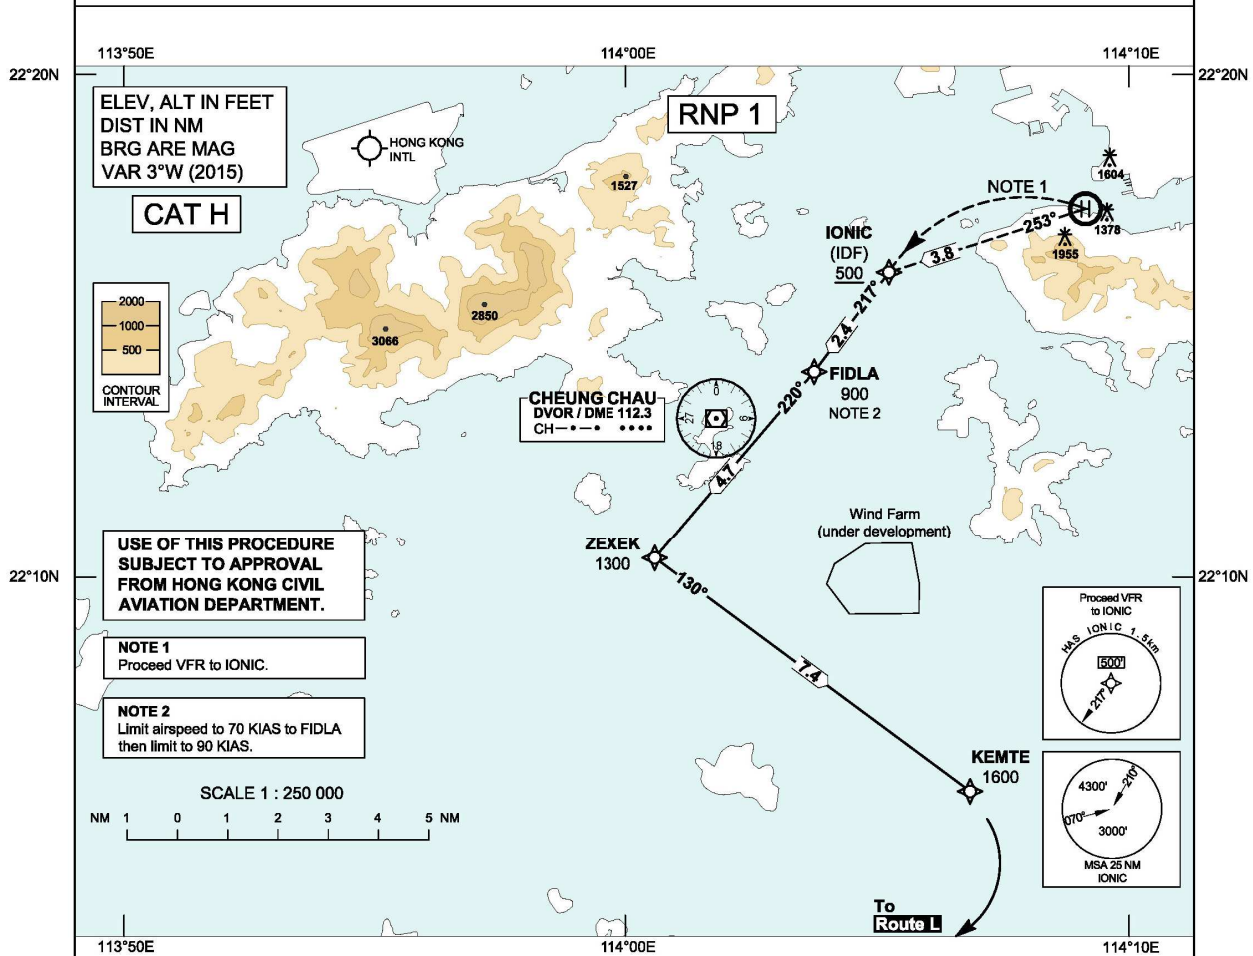 113°50E
114°00E
114°10E
22°20N
22°20N
ELEV, ALT IN FEET
DIST IN NM
BRG ARE MAG
VAR 3°W (2015)
HONG KONG
INTL
RNP 1
CAT H
1527
1604
NOTE 1
H
253°
1378
1955
IONIC
(IDF)
500
3.8
217°
2.4
2000
1000
500
CONTOUR
INTERVAL
2850
3066
FIDLA
900
NOTE 2
220°
CHEUNG CHAU
DVOR / DME 112.3
CH
0
9
18
27
4.7
Wind Farm
(under development)
ZEXEK
1300
130°
22°10N
22°10N
USE OF THIS PROCEDURE
SUBJECT TO APPROVAL
FROM HONG KONG CIVIL
AVIATION DEPARTMENT.
NOTE 1
Proceed VFR to IONIC.
NOTE 2
Limit airspeed to 70 KIAS to FIDLA
then limit to 90 KIAS.
7.4
Proceed VFR
to IONIC
HAS IONIC 1.5km
500'
217°
KEMTE
1600
4300'
210°
070°
3000'
MSA 25 NM
IONIC
SCALE 1 : 250 000
NM 1 0 1 2 3 4 5 NM
To
Route L
113°50E
114°00E
114°10E